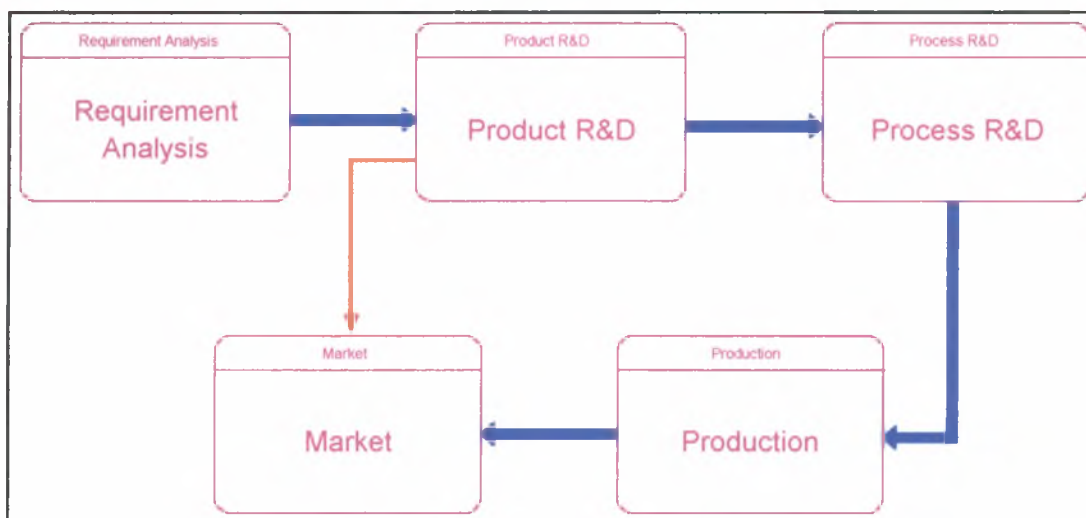 Requirement Analysis
Requirement
Analysis
Product R&D
Product R&D
Process R&D
Process R&D
Market
Market
Production
Production